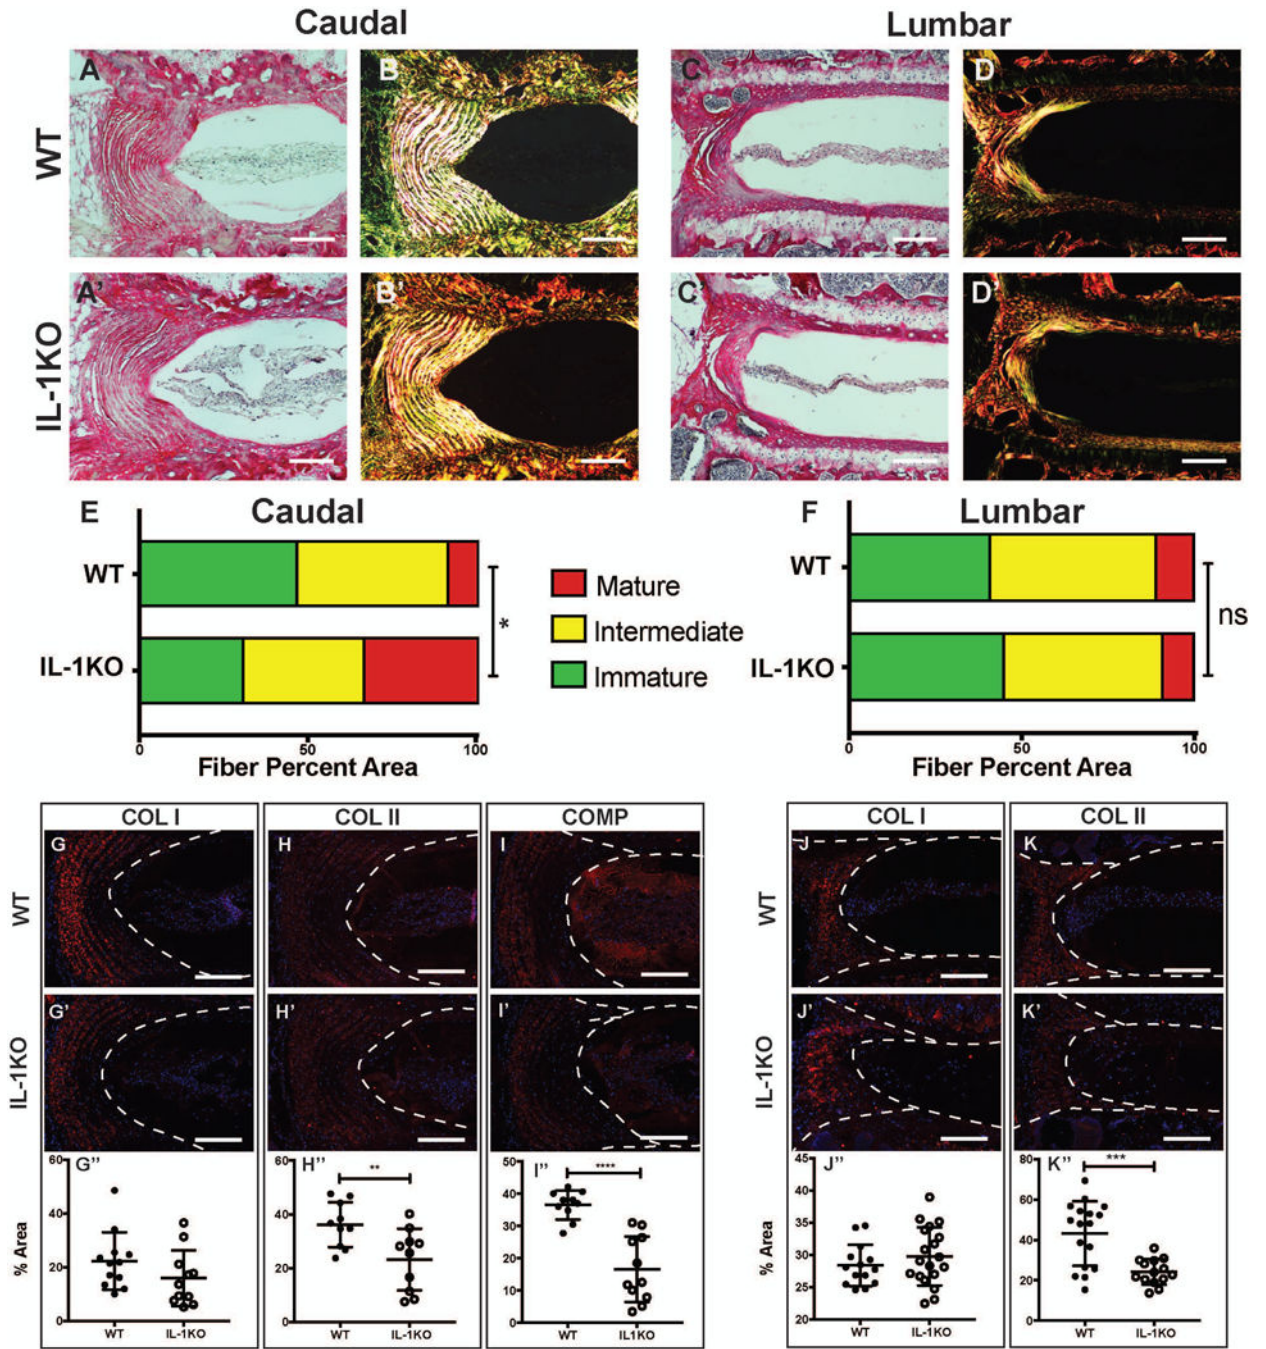 Caudal
Lumbar
WT
A
B
C
D
IL-1KO
A'
B'
C'
D'
E
Caudal
WT
IL-1KO
*
0
50
100
Fiber Percent Area
Mature
Intermediate
Immature
F
Lumbar
WT
IL-1KO
ns
0
50
100
Fiber Percent Area
COL I
COL II
COMP
WT
G
H
I
IL-1KO
G'
H'
I'
G''
% Area
60
40
20
0
WT
IL-1KO
H''
**
60
40
20
0
WT
IL-1KO
I''
****
50
40
30
20
10
0
WT
IL1KO
COL I
COL II
WT
J
K
IL-1KO
J'
K'
J''
% Area
45
40
35
30
25
20
WT
IL-1KO
K''
***
80
60
40
20
0
WT
IL-1KO